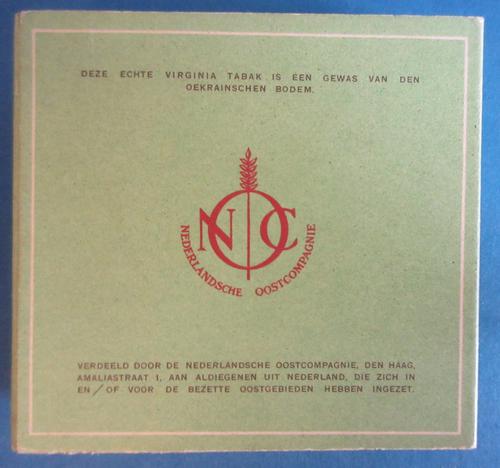 DEZE ECHTE VIRGINIA TABAK IS EEN GEWAS VAN DEN
OEKRAINSCHEN BODEM.
NOC
NEDERLANDSCHE OOSTCOMPAGNIE
VERDEELD DOOR DE NEDERLANDSCHE OOSTCOMPAGNIE, DEN HAAG,
AMALIASTRAAT 1, AAN ALDIEGENEN UIT NEDERLAND, DIE ZICH IN
EN/OF VOOR DE BEZETTE OOSTGEBIEDEN HEBBEN INGEZET.